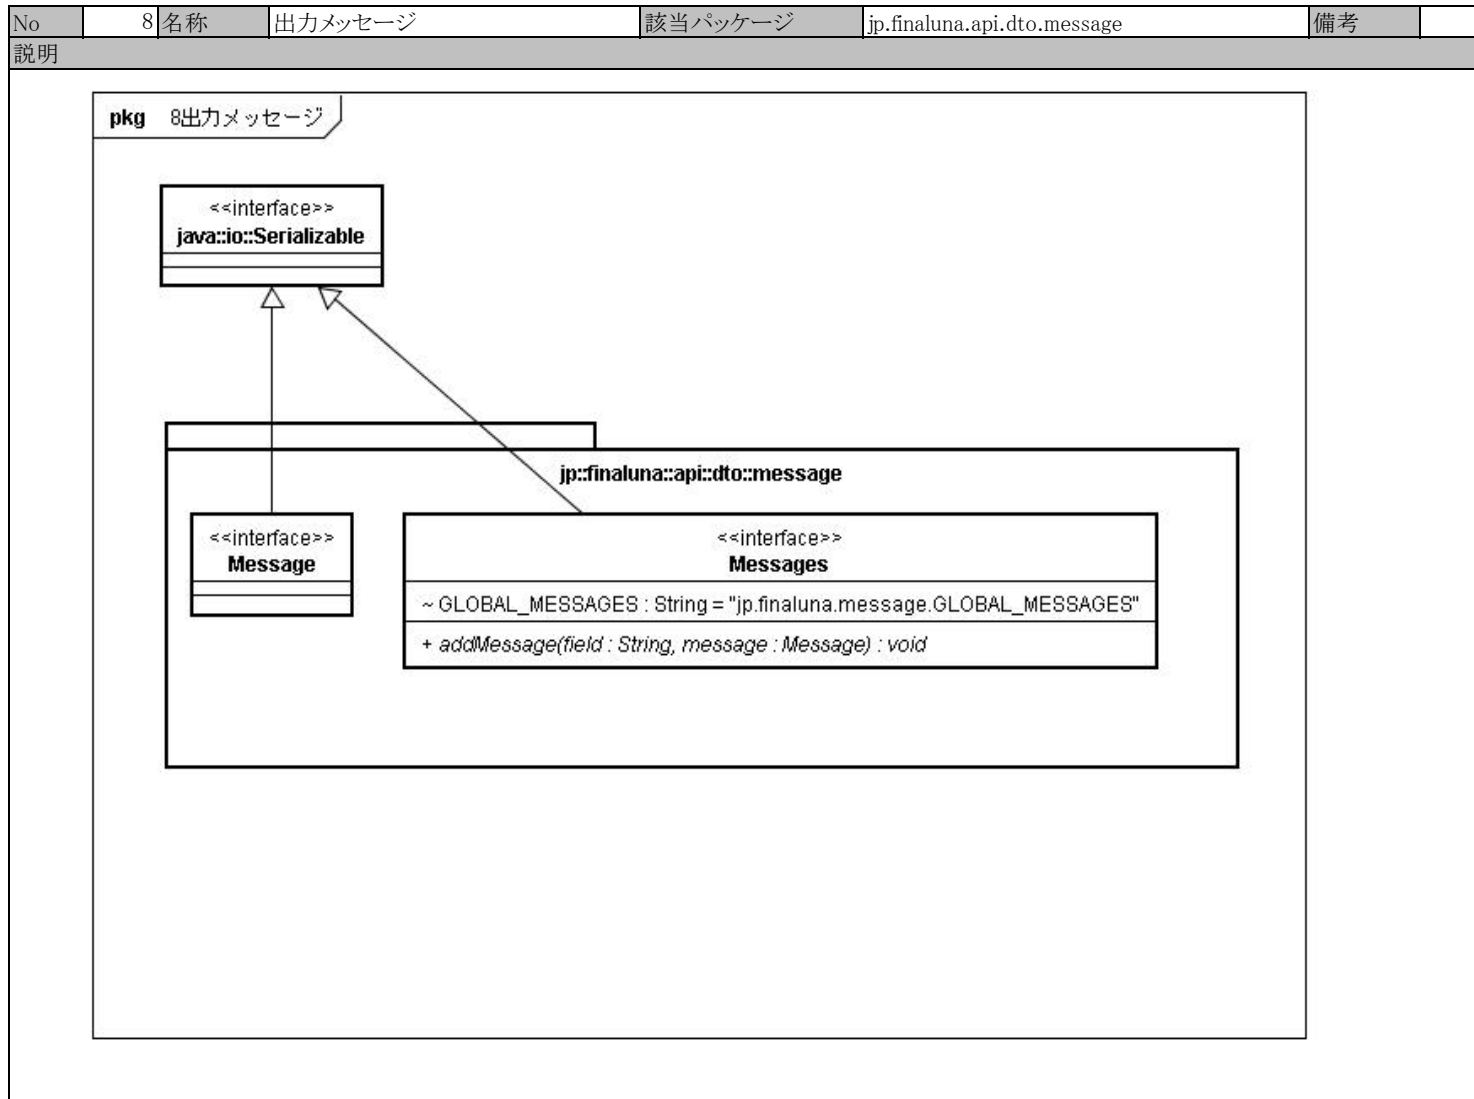 No 8 名称 出力メッセージ 該当パッケージ jp.finaluna.api.dto.message 備考
説明
pkg 8出力メッセージ
<<interface>>
java::io::Serializable
jp::finaluna::api::dto::message
<<interface>>
Message
<<interface>>
Messages
~ GLOBAL_MESSAGES : String = "jp.finaluna.message.GLOBAL_MESSAGES"
+ addMessage(field : String, message : Message) : void